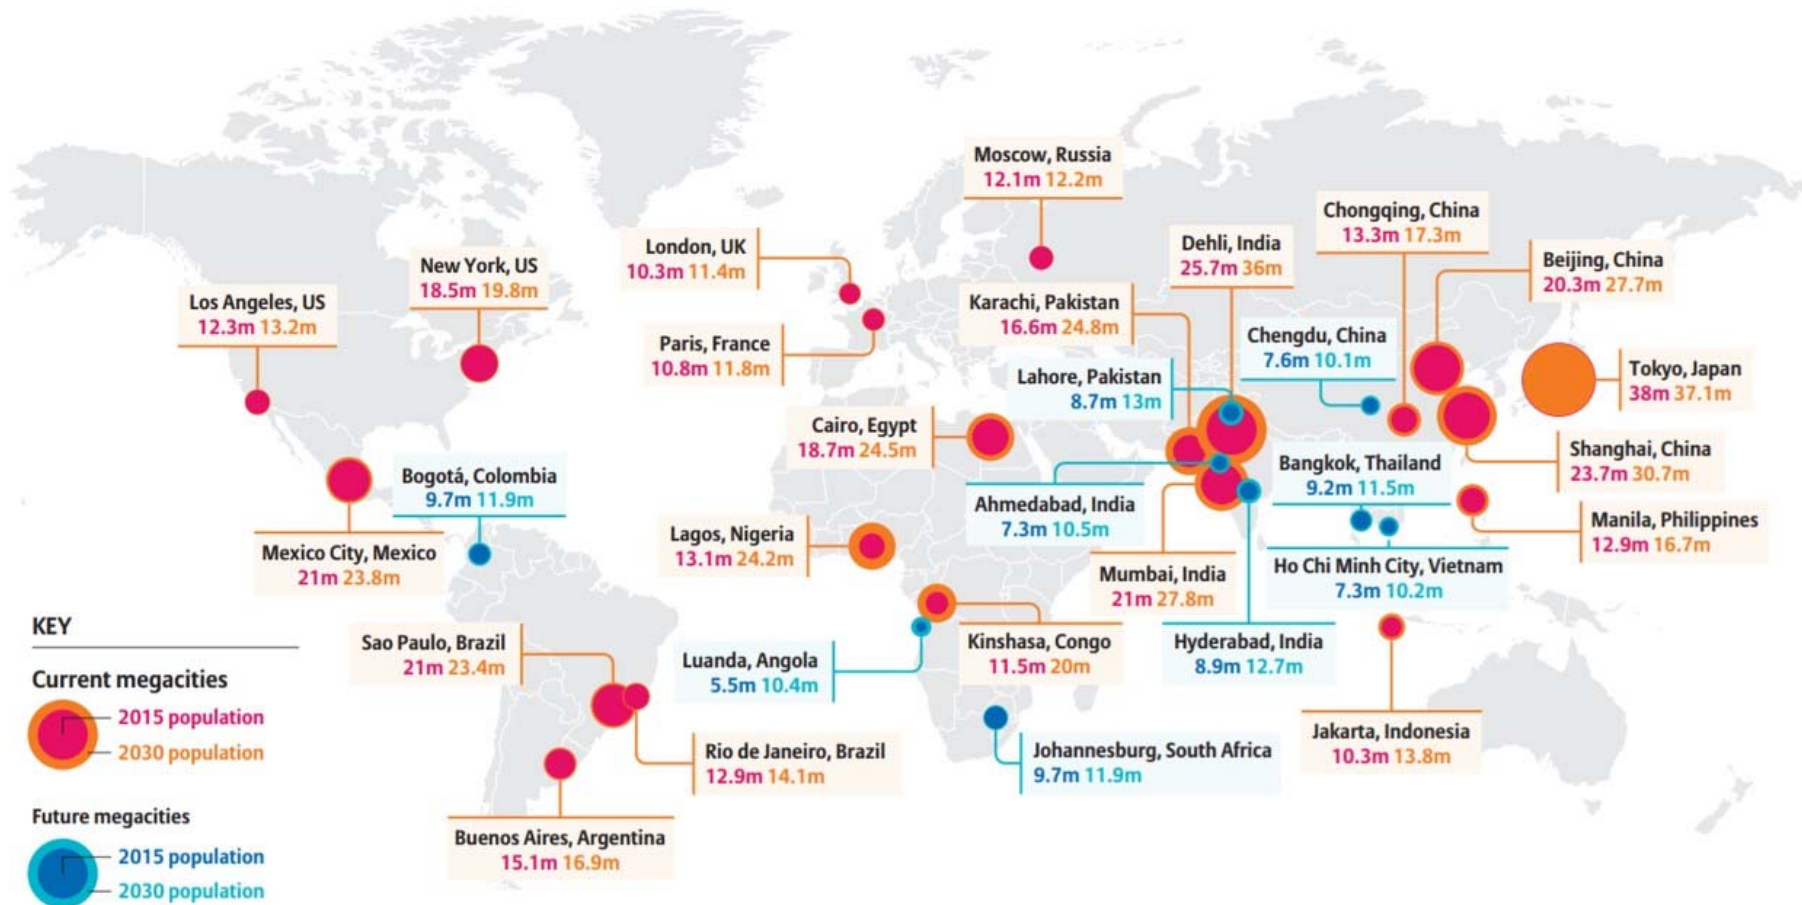 Moscow, Russia
12.1m 12.2m
Chongqing, China
13.3m 17.3m
London, UK
10.3m 11.4m
Dehli, India
25.7m 36m
Beijing, China
20.3m 27.7m
New York, US
18.5m 19.8m
Los Angeles, US
12.3m 13.2m
Karachi, Pakistan
16.6m 24.8m
Paris, France
10.8m 11.8m
Chengdu, China
7.6m 10.1m
Lahore, Pakistan
8.7m 13m
Tokyo, Japan
38m 37.1m
Cairo, Egypt
18.7m 24.5m
Shanghai, China
23.7m 30.7m
Bogotá, Colombia
9.7m 11.9m
Bangkok, Thailand
9.2m 11.5m
Ahmedabad, India
7.3m 10.5m
Manila, Philippines
12.9m 16.7m
Lagos, Nigeria
13.1m 24.2m
Mexico City, Mexico
21m 23.8m
Mumbai, India
21m 27.8m
Ho Chi Minh City, Vietnam
7.3m 10.2m
Sao Paulo, Brazil
21m 23.4m
Luanda, Angola
5.5m 10.4m
Kinshasa, Congo
11.5m 20m
Hyderabad, India
8.9m 12.7m
Jakarta, Indonesia
10.3m 13.8m
Rio de Janeiro, Brazil
12.9m 14.1m
Johannesburg, South Africa
9.7m 11.9m
Buenos Aires, Argentina
15.1m 16.9m
KEY
Current megacities
2015 population
2030 population
Future megacities
2015 population
2030 population